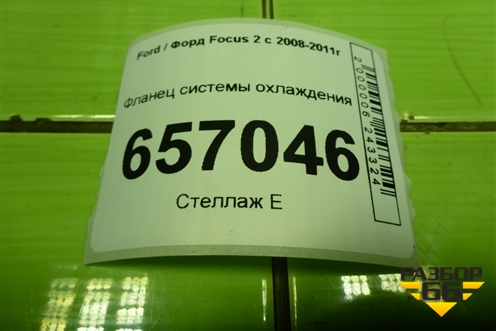 Ford / Форд Focus 2 с 2008-2011г
Фланец системы охлаждения
657046
Стеллаж Е
2000006243324
РАЗБОР
66